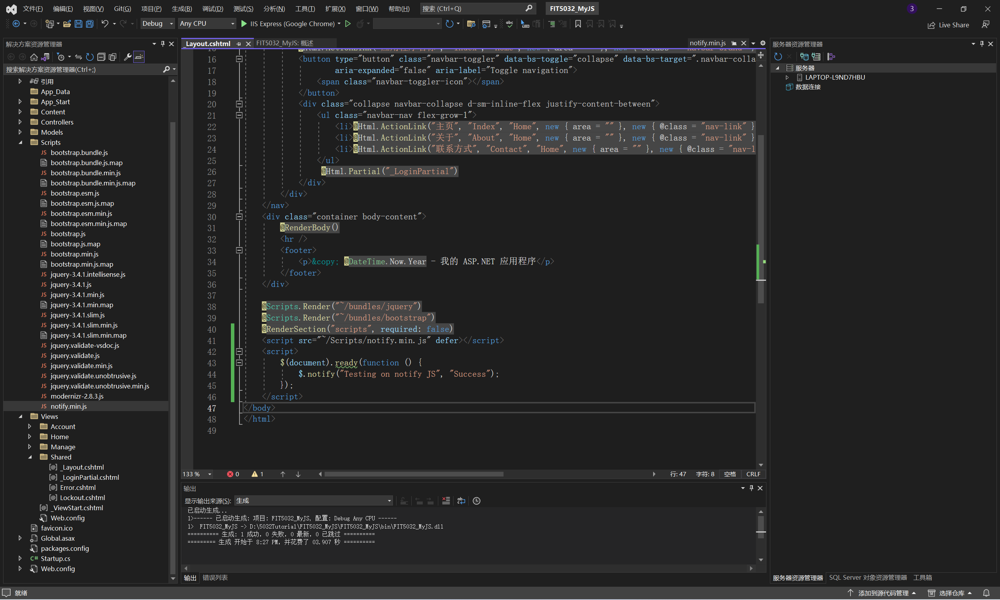 文件(F) 编辑(E) 视图(V) Git(G) 项目(P) 生成(B) 调试(D) 测试(S) 分析(N) 工具(T) 扩展(X) 窗口(W) 帮助(H) 搜索 (Ctrl+Q) FIT5032_MyJS 3
Debug Any CPU IIS Express (Google Chrome) Live Share
解决方案资源管理器
搜索解决方案资源管理器(Ctrl+;)
引用
App_Data
App_Start
Content
Controllers
Models
Scripts
JS bootstrap.bundle.js
bootstrap.bundle.js.map
JS bootstrap.bundle.min.js
bootstrap.bundle.min.js.map
JS bootstrap.esm.js
bootstrap.esm.js.map
JS bootstrap.esm.min.js
bootstrap.esm.min.js.map
JS bootstrap.js
bootstrap.js.map
JS bootstrap.min.js
bootstrap.min.js.map
JS jquery-3.4.1.intellisense.js
JS jquery-3.4.1.js
JS jquery-3.4.1.min.js
jquery-3.4.1.min.map
JS jquery-3.4.1.slim.js
JS jquery-3.4.1.slim.min.js
jquery-3.4.1.slim.min.map
JS jquery.validate-vsdoc.js
JS jquery.validate.js
JS jquery.validate.min.js
JS jquery.validate.unobtrusive.js
JS jquery.validate.unobtrusive.min.js
JS modernizr-2.8.3.js
JS notify.min.js
Views
Account
Home
Manage
Shared
[@] _Layout.cshtml
[@] _LoginPartial.cshtml
[@] Error.cshtml
[@] Lockout.cshtml
[@] _ViewStart.cshtml
Web.config
favicon.ico
Global.asax
packages.config
C# Startup.cs
Web.config
_Layout.cshtml FIT5032_MyJS: 概述 notify.min.js
16 <button type="button" class="navbar-toggler" data-bs-toggle="collapse" data-bs-target=".navbar-colla
17 aria-expanded="false" aria-label="Toggle navigation">
18 <span class="navbar-toggler-icon"></span>
19 </button>
20 <div class="collapse navbar-collapse d-sm-inline-flex justify-content-between">
21 <ul class="navbar-nav flex-grow-1">
22 <li>@Html.ActionLink("主页", "Index", "Home", new { area = "" }, new { @class = "nav-link" }
23 <li>@Html.ActionLink("关于", "About", "Home", new { area = "" }, new { @class = "nav-link" }
24 <li>@Html.ActionLink("联系方式", "Contact", "Home", new { area = "" }, new { @class = "nav-l
25 </ul>
26 @Html.Partial("_LoginPartial")
27 </div>
28 </div>
29 </nav>
30 <div class="container body-content">
31 @RenderBody()
32 <hr />
33 <footer>
34 <p>&copy; @DateTime.Now.Year - 我的 ASP.NET 应用程序</p>
35 </footer>
36 </div>
37
38 @Scripts.Render("~/bundles/jquery")
39 @Scripts.Render("~/bundles/bootstrap")
40 @RenderSection("scripts", required: false)
41 <script src="~/Scripts/notify.min.js" defer></script>
42 <script>
43 $(document).ready(function () {
44 $.notify("Testing on notify JS", "Success");
45 });
46 </script>
47 </body>
48 </html>
49
133 % 0 1 行: 47 字符: 8 空格 CRLF
输出
显示输出来源(S): 生成
已启动生成...
1>------ 已启动生成: 项目: FIT5032_MyJS, 配置: Debug Any CPU ------
1> FIT5032_MyJS -> D:\5032Tutorial\FIT5032_MyJS\FIT5032_MyJS\bin\FIT5032_MyJS.dll
========== 生成: 1 成功，0 失败，0 最新，0 已跳过 ==========
========= 生成 开始于 8:27 PM，并花费了 03.907 秒 ==========
输出 错误列表
服务器资源管理器
服务器
LAPTOP-L9ND7HBU
数据连接
服务器资源管理器 SQL Server 对象资源管理器 工具箱
就绪 添加到源代码管理 选择仓库